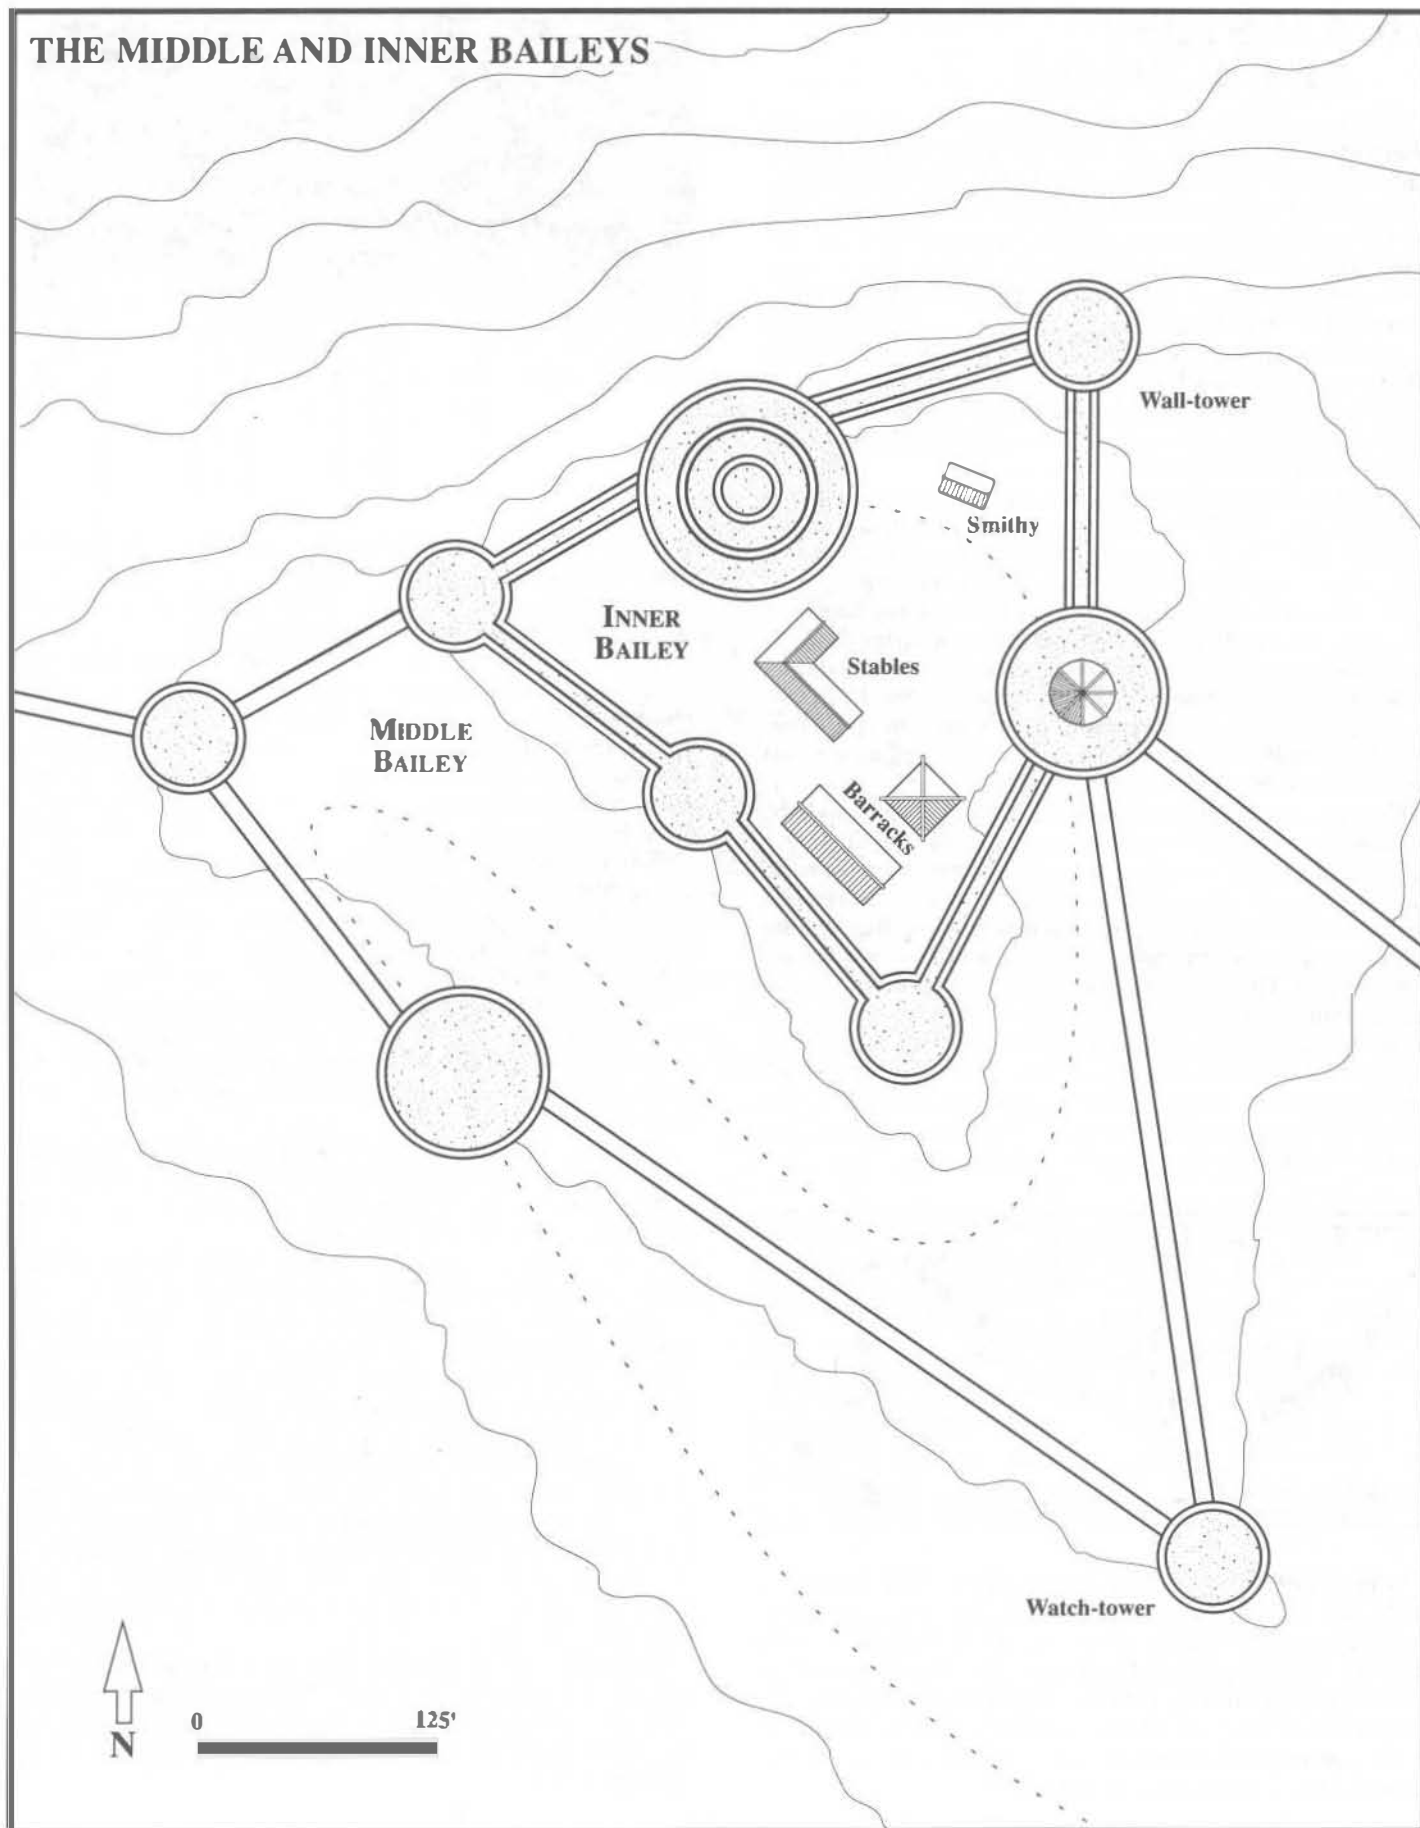 THE MIDDLE AND INNER BAILEYS
Wall-tower
Smithy
INNER
BAILEY
Stables
MIDDLE
BAILEY
Barracks
Watch-tower
N
0 125'